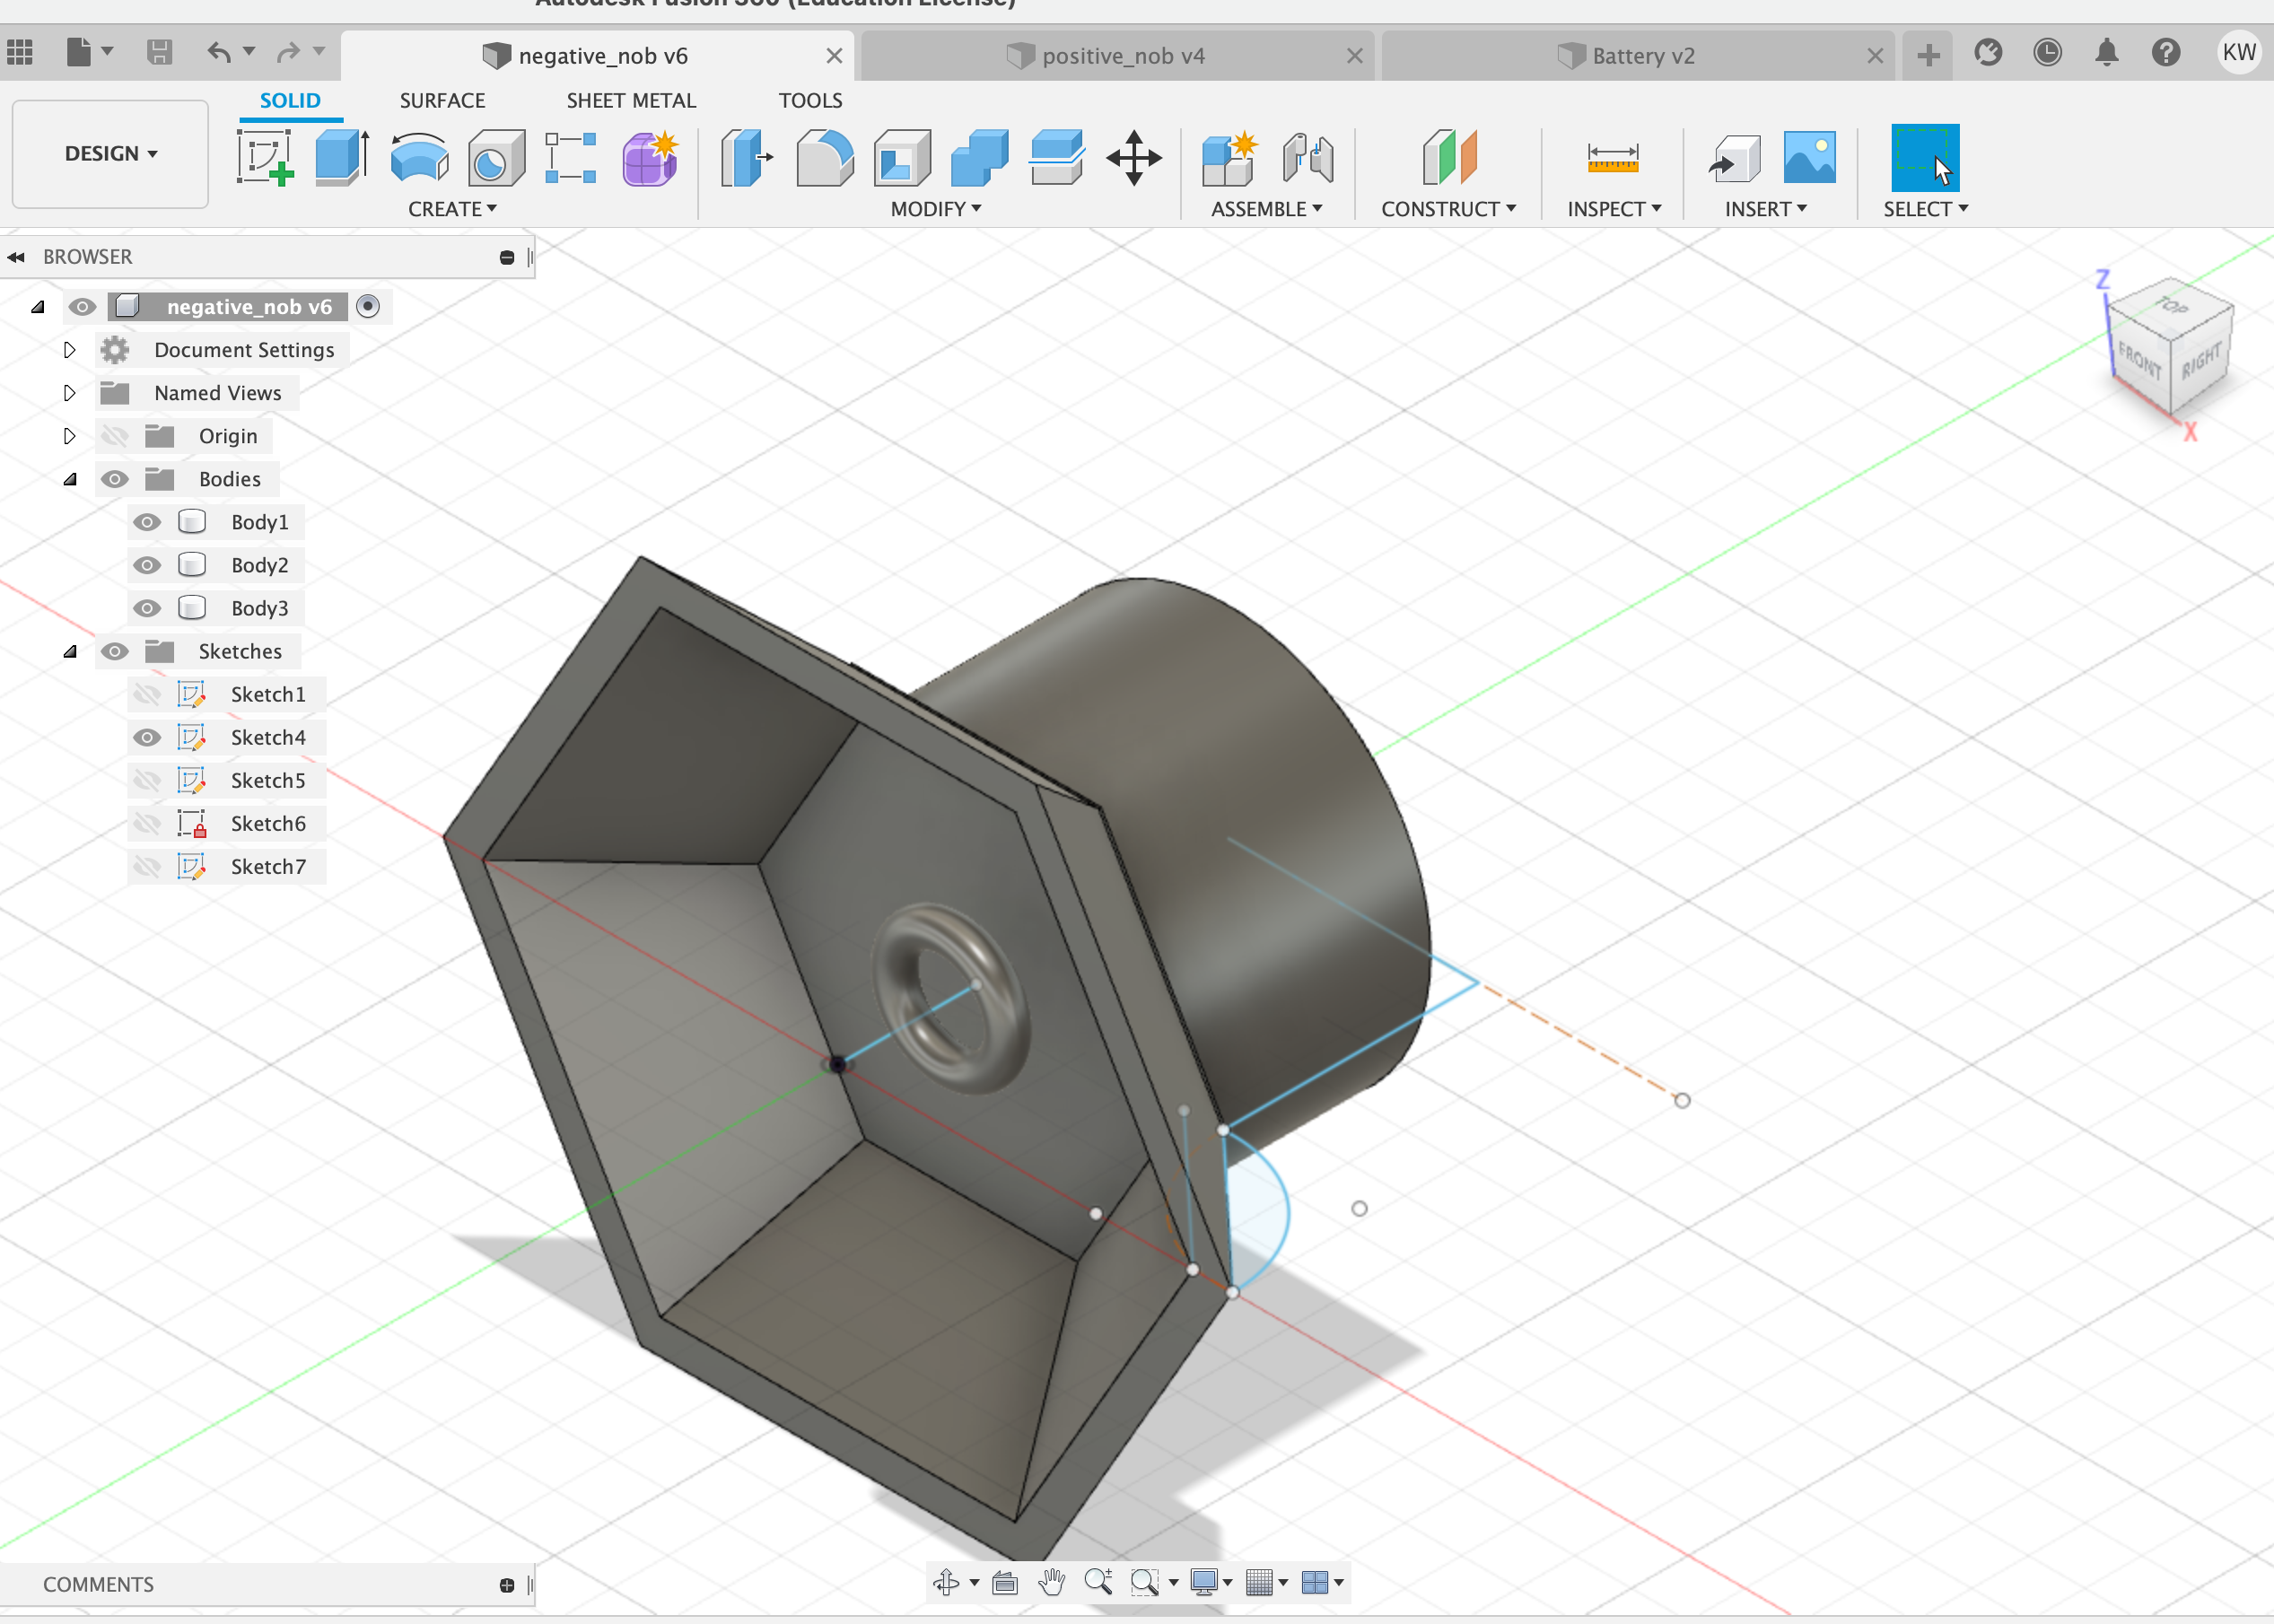 Autodesk Fusion 360 (Education License)
negative_nob v6
positive_nob v4
Battery v2
KW
DESIGN
SOLID
SURFACE
SHEET METAL
TOOLS
CREATE
MODIFY
ASSEMBLE
CONSTRUCT
INSPECT
INSERT
SELECT
BROWSER
negative_nob v6
Document Settings
Named Views
Origin
Bodies
Body1
Body2
Body3
Sketches
Sketch1
Sketch4
Sketch5
Sketch6
Sketch7
Z
TOP
FRONT
RIGHT
X
COMMENTS